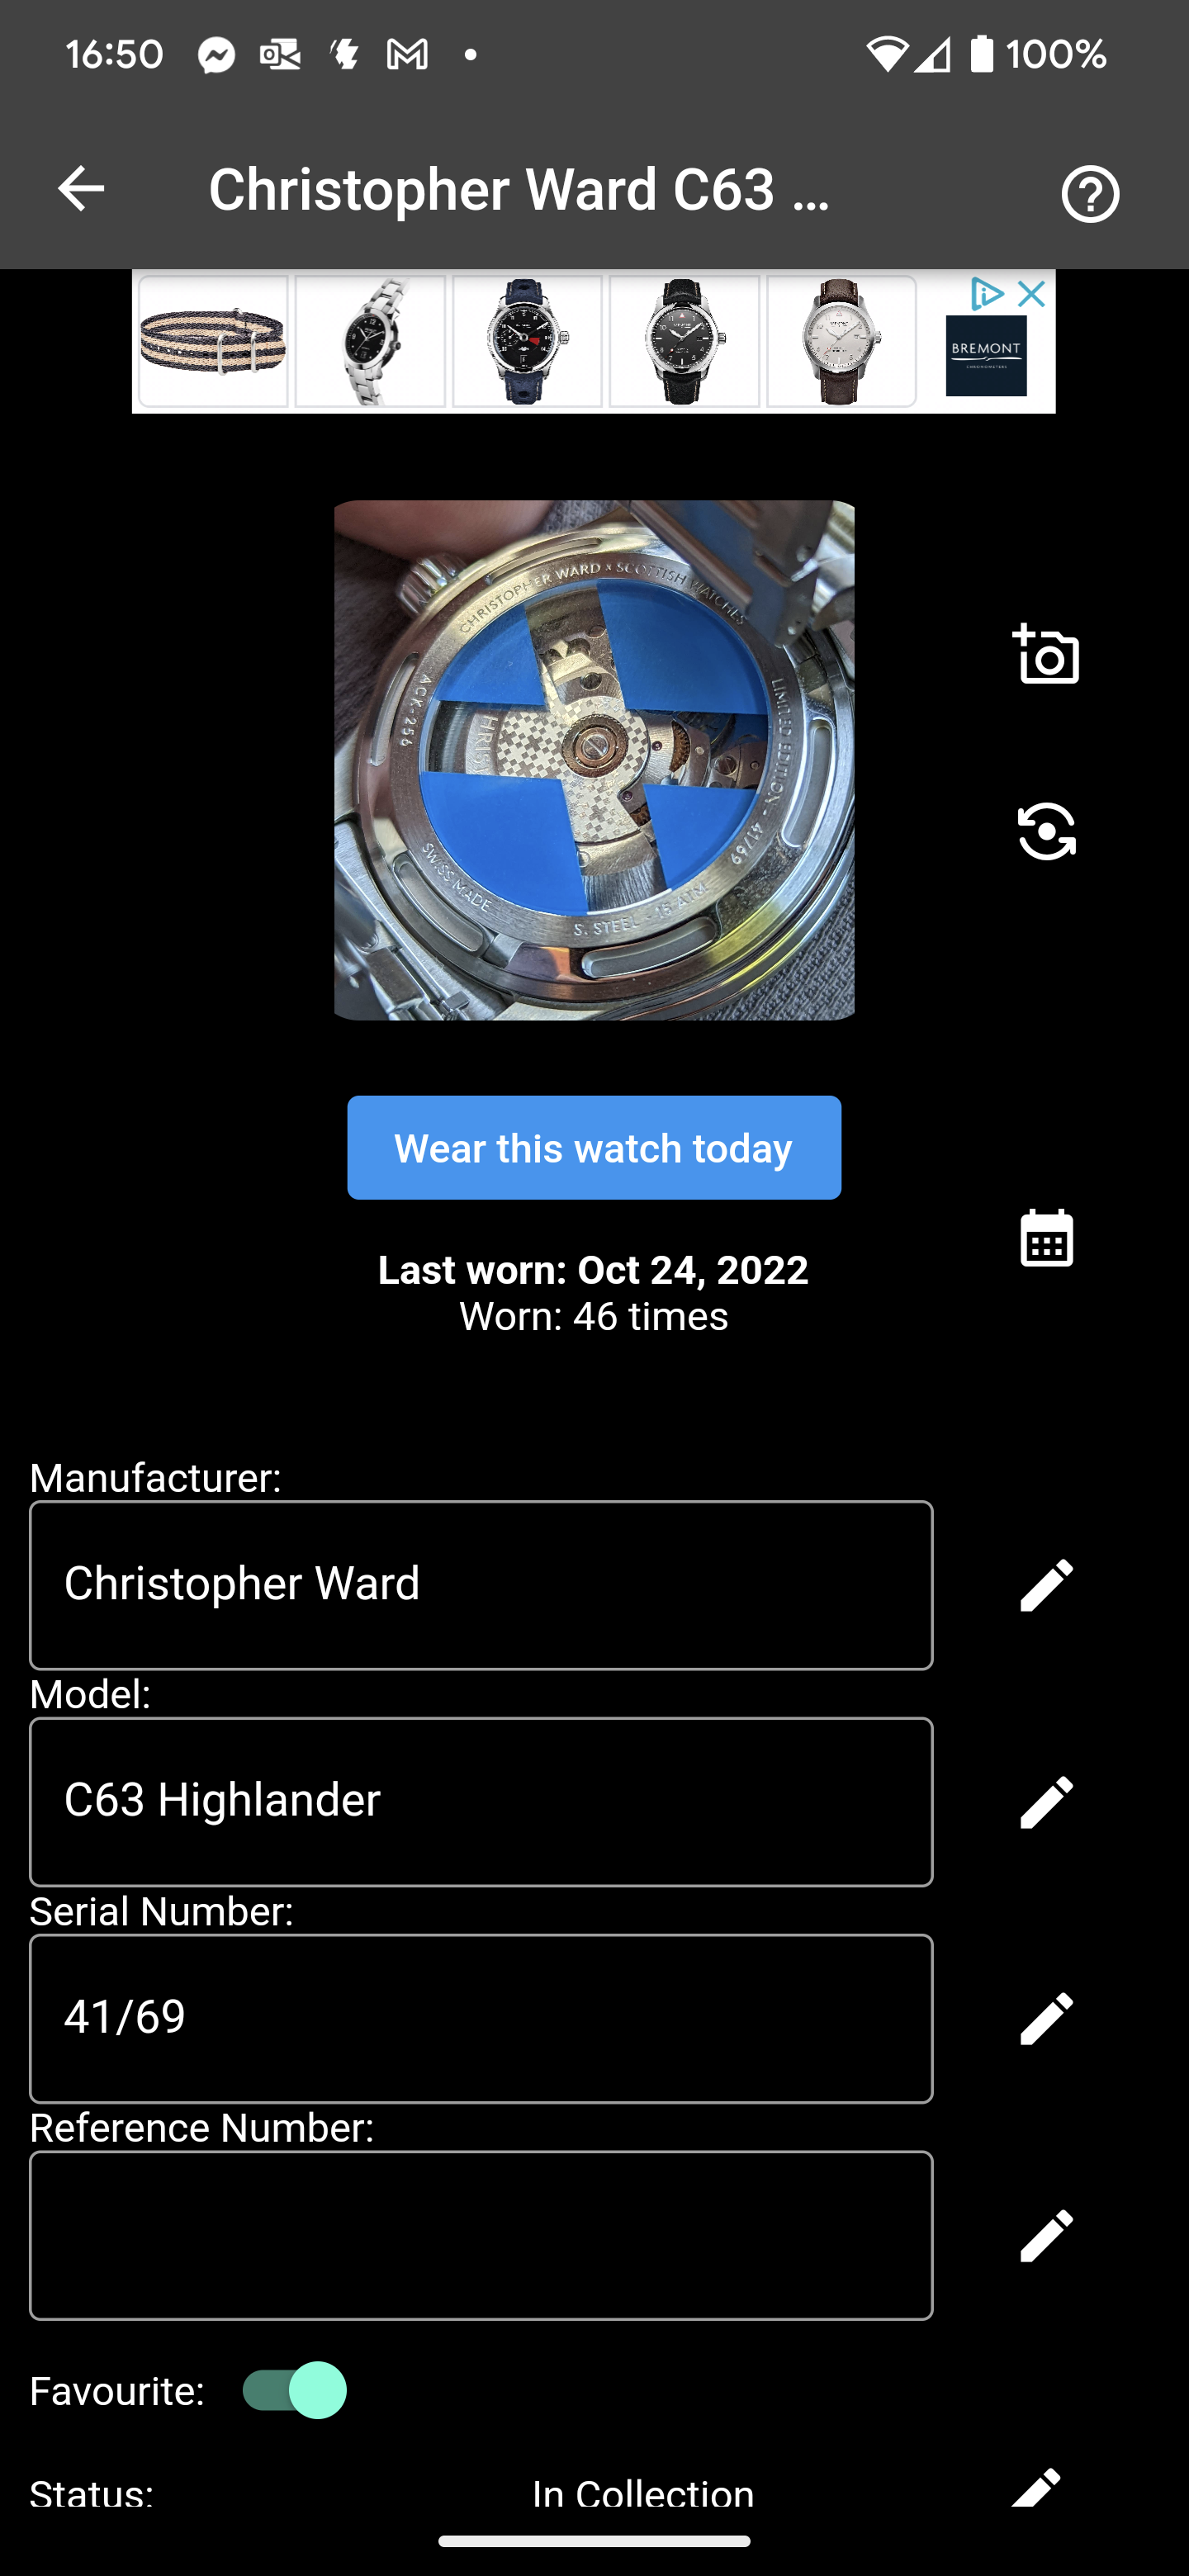 16:50
100%
Christopher Ward C63 ...
BREMONT
CHRONOMETERS
CHRISTOPHER WARD x SCOTTISH WATCHES
ACK-256
LIMITED EDITION - 41/69
SWISS MADE
S. STEEL - 15 ATM
HRIS
Wear this watch today
Last worn: Oct 24, 2022
Worn: 46 times
Manufacturer:
Christopher Ward
Model:
C63 Highlander
Serial Number:
41/69
Reference Number:
Favourite:
Status:
In Collection